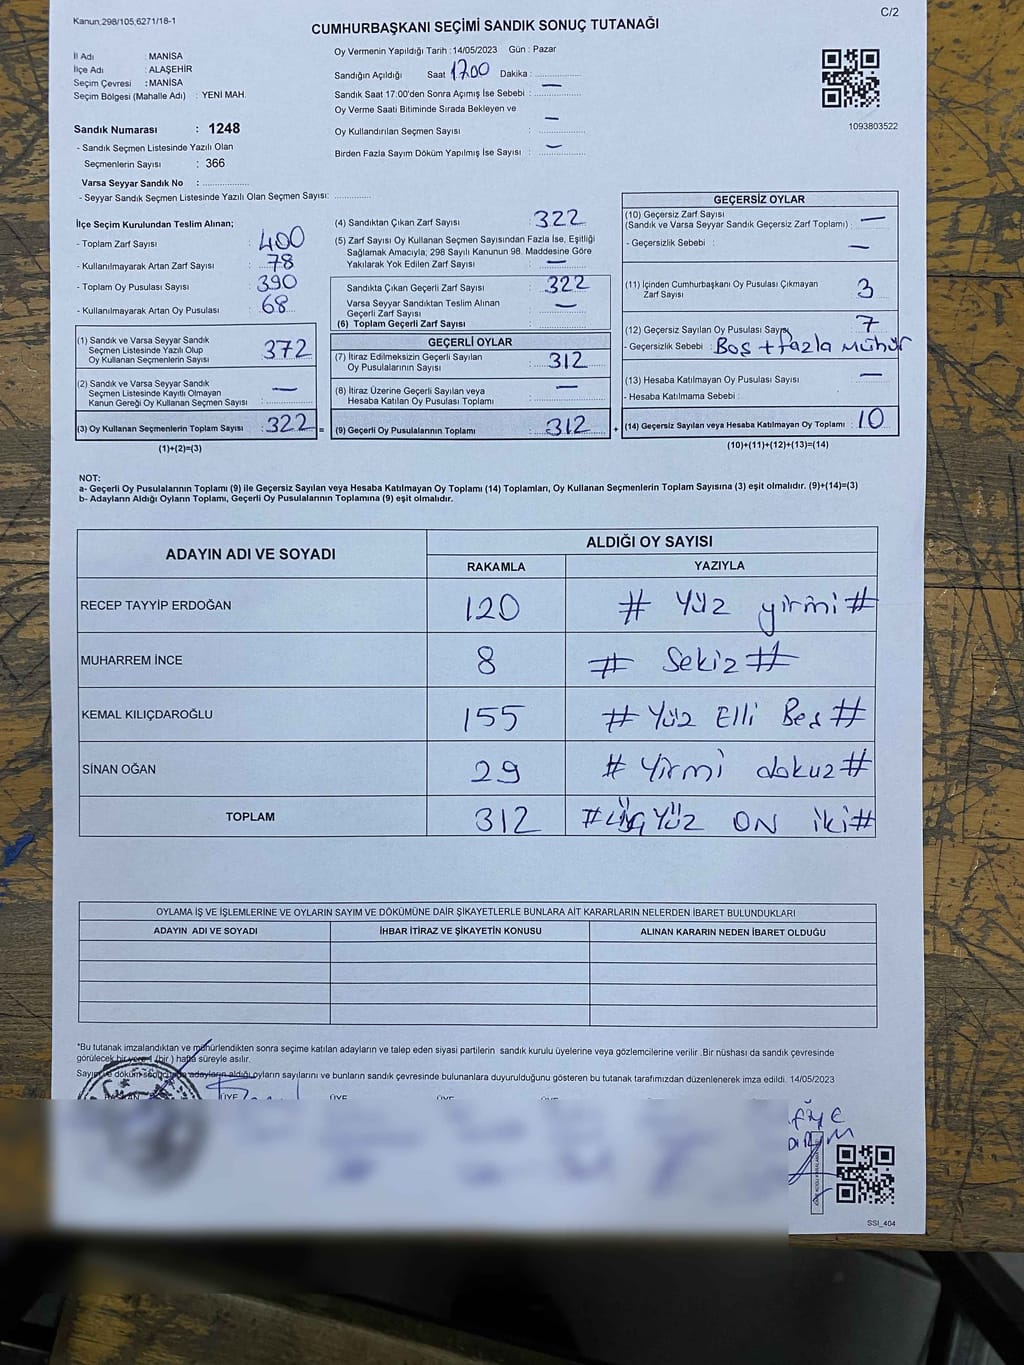 Kanun,298/105,6271/18-1
C/2
CUMHURBAŞKANI SEÇİMİ SANDIK SONUÇ TUTANAĞI
İl Adı : MANİSA
İlçe Adı : ALAŞEHİR
Seçim Çevresi : MANİSA
Seçim Bölgesi (Mahalle Adı) : YENİ MAH.
Sandık Numarası : 1248
- Sandık Seçmen Listesinde Yazılı Olan
Seçmenlerin Sayısı : 366
Varsa Seyyar Sandık No : ................
- Seyyar Sandık Seçmen Listesinde Yazılı Olan Seçmen Sayısı: ............
Oy Vermenin Yapıldığı Tarih : 14/05/2023 Gün : Pazar
Sandığın Açıldığı Saat 17.00 Dakika : ................
Sandık Saat 17:00'den Sonra Açımış İse Sebebi : —
Oy Verme Saati Bitiminde Sırada Bekleyen ve
Oy Kullandırılan Seçmen Sayısı : —
Birden Fazla Sayım Döküm Yapılmış İse Sayısı : —
1093803522
İlçe Seçim Kurulundan Teslim Alınan;
- Toplam Zarf Sayısı : 400
- Kullanılmayarak Artan Zarf Sayısı : 78
- Toplam Oy Pusulası Sayısı : 390
- Kullanılmayarak Artan Oy Pusulası : 68
(1) Sandık ve Varsa Seyyar Sandık
Seçmen Listesinde Yazılı Olup
Oy Kullanan Seçmenlerin Sayısı : 372
(2) Sandık ve Varsa Seyyar Sandık
Seçmen Listesinde Kayıtlı Olmayan
Kanun Gereği Oy Kullanan Seçmen Sayısı : —
(3) Oy Kullanan Seçmenlerin Toplam Sayısı : 322 =
(1)+(2)=(3)
(4) Sandıktan Çıkan Zarf Sayısı : 322
(5) Zarf Sayısı Oy Kullanan Seçmen Sayısından Fazla İse, Eşitliği
Sağlamak Amacıyla; 298 Sayılı Kanunun 98. Maddesine Göre
Yakılarak Yok Edilen Zarf Sayısı : —
Sandıkta Çıkan Geçerli Zarf Sayısı : 322
Varsa Seyyar Sandıktan Teslim Alınan
Geçerli Zarf Sayısı : —
(6) Toplam Geçerli Zarf Sayısı :
GEÇERLİ OYLAR
(7) İtiraz Edilmeksizin Geçerli Sayılan
Oy Pusulalarının Sayısı : 312
(8) İtiraz Üzerine Geçerli Sayılan veya
Hesaba Katılan Oy Pusulası Toplamı : —
(9) Geçerli Oy Pusulalarının Toplamı : 312 +
GEÇERSİZ OYLAR
(10) Geçersiz Zarf Sayısı
(Sandık ve Varsa Seyyar Sandık Geçersiz Zarf Toplamı) : —
- Geçersizlik Sebebi : —
(11) İçinden Cumhurbaşkanı Oy Pusulası Çıkmayan
Zarf Sayısı : 3
(12) Geçersiz Sayılan Oy Pusulası Sayısı : 7
- Geçersizlik Sebebi : Boş + fazla mühür
(13) Hesaba Katılmayan Oy Pusulası Sayısı : —
- Hesaba Katılmama Sebebi :
(14) Geçersiz Sayılan veya Hesaba Katılmayan Oy Toplamı : 10
(10)+(11)+(12)+(13)=(14)
NOT:
a- Geçerli Oy Pusulalarının Toplamı (9) ile Geçersiz Sayılan veya Hesaba Katılmayan Oy Toplamı (14) Toplamları, Oy Kullanan Seçmenlerin Toplam Sayısına (3) eşit olmalıdır. (9)+(14)=(3)
b- Adayların Aldığı Oyların Toplamı, Geçerli Oy Pusulalarının Toplamına (9) eşit olmalıdır.
ADAYIN ADI VE SOYADI
ALDIĞI OY SAYISI
RAKAMLA YAZIYLA
RECEP TAYYİP ERDOĞAN 120 # Yüz yirmi #
MUHARREM İNCE 8 # Sekiz #
KEMAL KILIÇDAROĞLU 155 # Yüz Elli Beş #
SİNAN OĞAN 29 # Yirmi dokuz #
TOPLAM 312 # üç Yüz ON iki #
OYLAMA İŞ VE İŞLEMLERİNE VE OYLARIN SAYIM VE DÖKÜMÜNE DAİR ŞİKAYETLERLE BUNLARA AİT KARARLARIN NELERDEN İBARET BULUNDUKLARI
ADAYIN ADI VE SOYADI İHBAR İTİRAZ VE ŞİKAYETİN KONUSU ALINAN KARARIN NEDEN İBARET OLDUĞU
"Bu tutanak imzalandıktan ve mühürlendikten sonra seçime katılan adayların ve talep eden siyasi partilerin sandık kurulu üyelerine veya gözlemcilerine verilir .Bir nüshası da sandık çevresinde
görülecek bir yere 1 (bir ) hafta süreyle asılır.
Sayım ve döküm sonucunda adayların aldığı oyların sayılarını ve bunların sandık çevresinde bulunanlara duyurulduğunu gösteren bu tutanak tarafımızdan düzenlenerek imza edildi. 14/05/2023
BAŞKAN ÜYE ÜYE ÜYE ÜYE
SSI_404